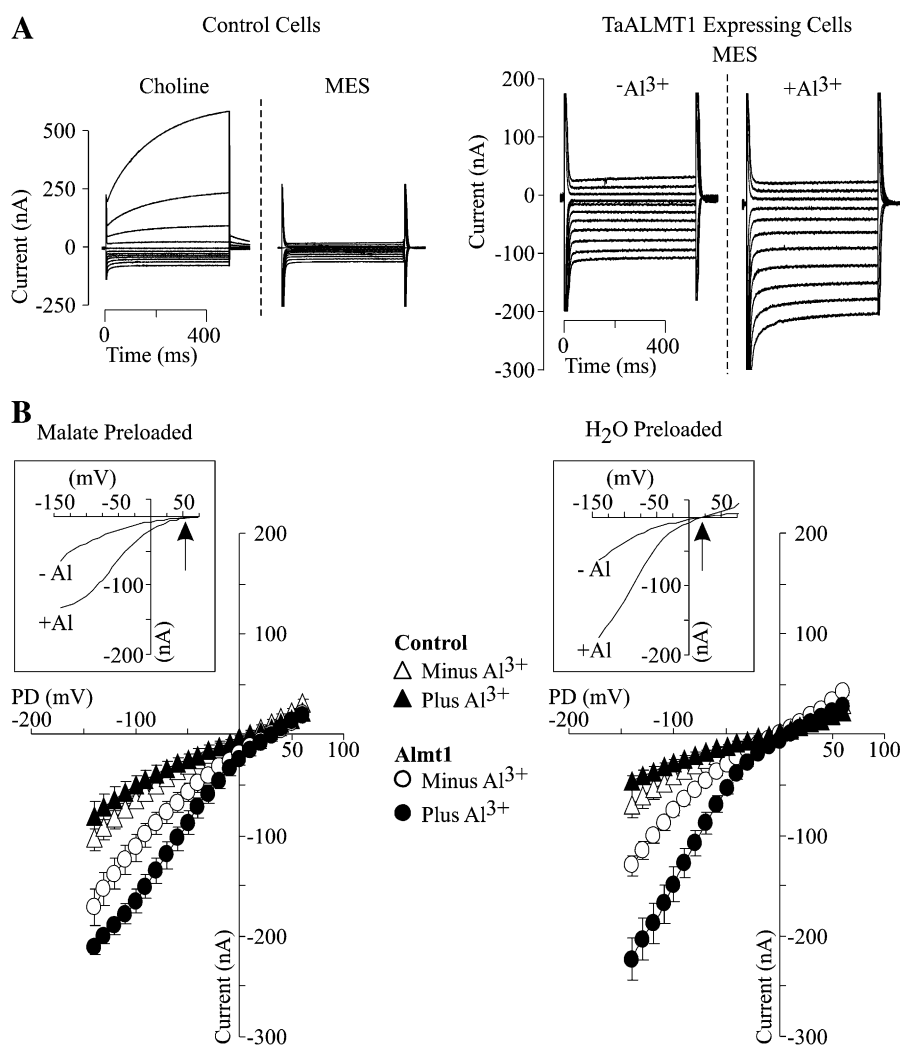 A
Control Cells
TaALMT1 Expressing Cells
MES
Choline
MES
-Al3+
+Al3+
500
250
0
-250
Current (nA)
0
400
Time (ms)
200
100
0
-100
-200
-300
Current (nA)
0
400
Time (ms)
B
Malate Preloaded
H2O Preloaded
(mV)
-150
-50
50
- Al
+Al
-100
-200
(nA)
(mV)
-150
-50
50
- Al
+Al
-100
-200
(nA)
200
100
-100
-200
-300
PD (mV)
-200
-100
50
100
Current (nA)
Control
Minus Al3+
Plus Al3+
Almt1
Minus Al3+
Plus Al3+
200
100
-100
-200
-300
PD (mV)
-200
-100
50
100
Current (nA)